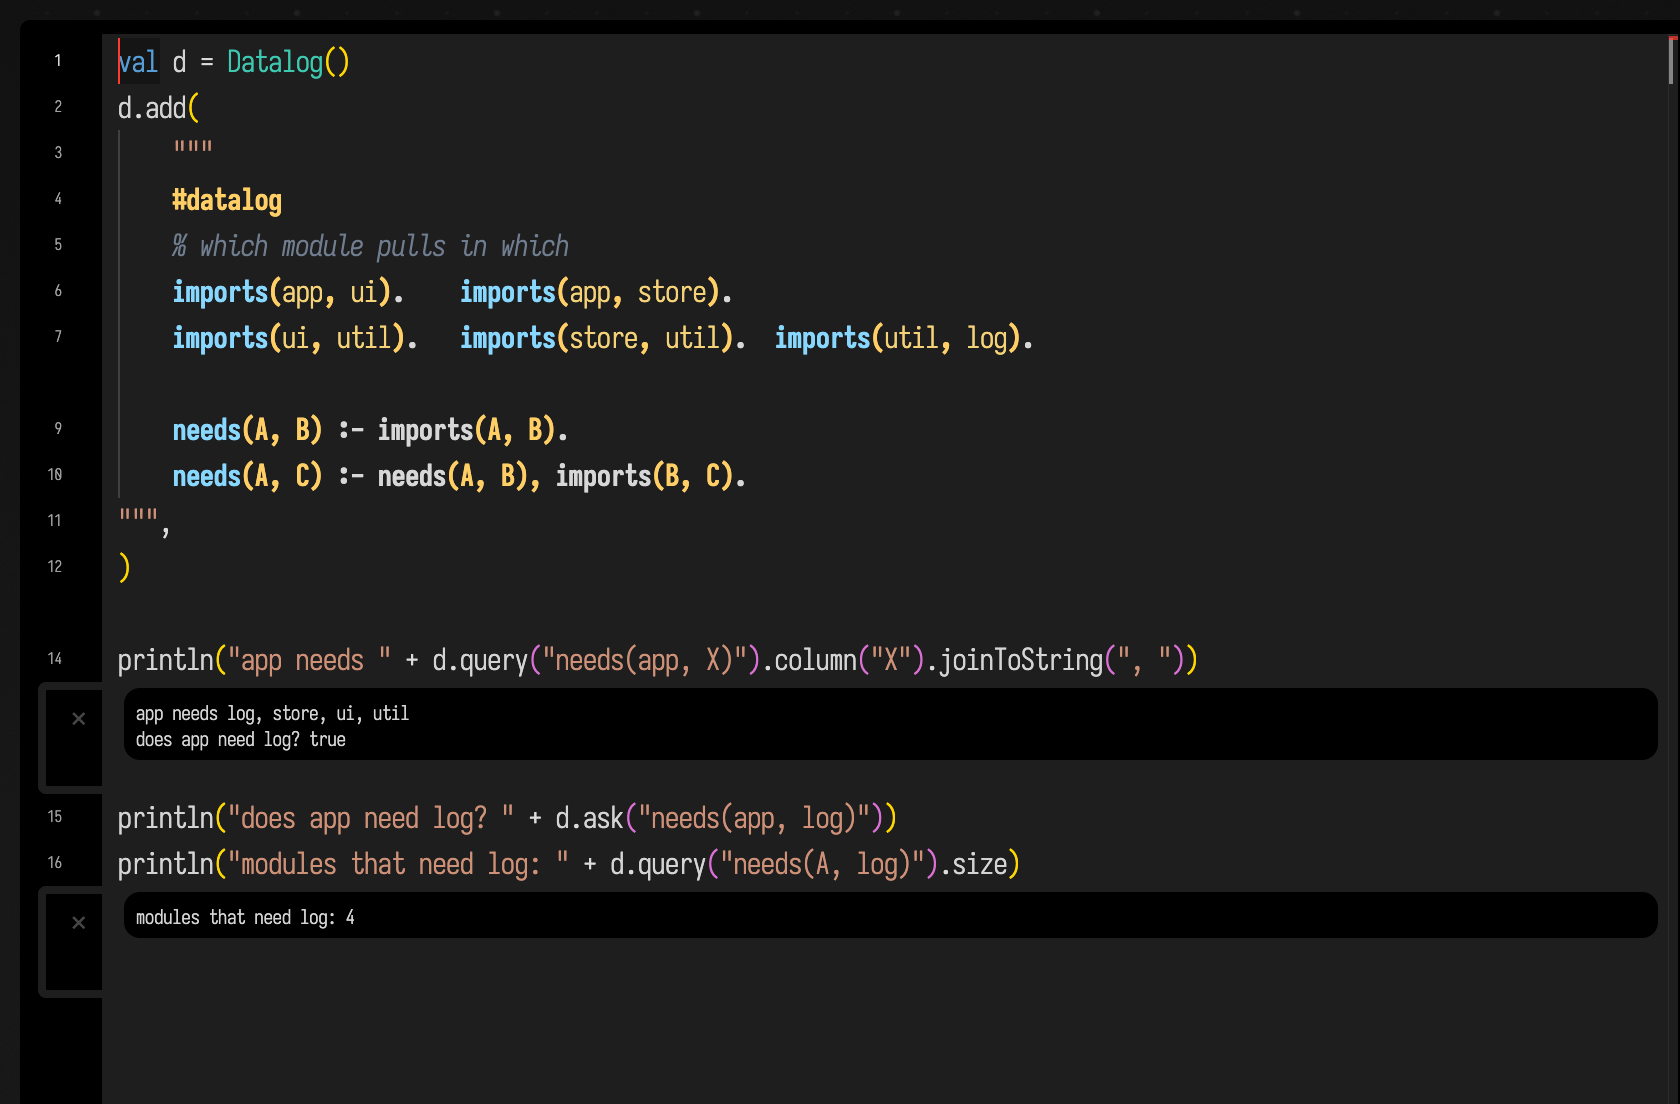 1 val d = Datalog()
2 d.add(
3 """
4 #datalog
5 % which module pulls in which
6 imports(app, ui).    imports(app, store).
7 imports(ui, util).   imports(store, util).  imports(util, log).
9 needs(A, B) :- imports(A, B).
10 needs(A, C) :- needs(A, B), imports(B, C).
11 """,
12 )
14 println("app needs " + d.query("needs(app, X)").column("X").joinToString(", "))
app needs log, store, ui, util
does app need log? true
15 println("does app need log? " + d.ask("needs(app, log)"))
16 println("modules that need log: " + d.query("needs(A, log)").size)
modules that need log: 4